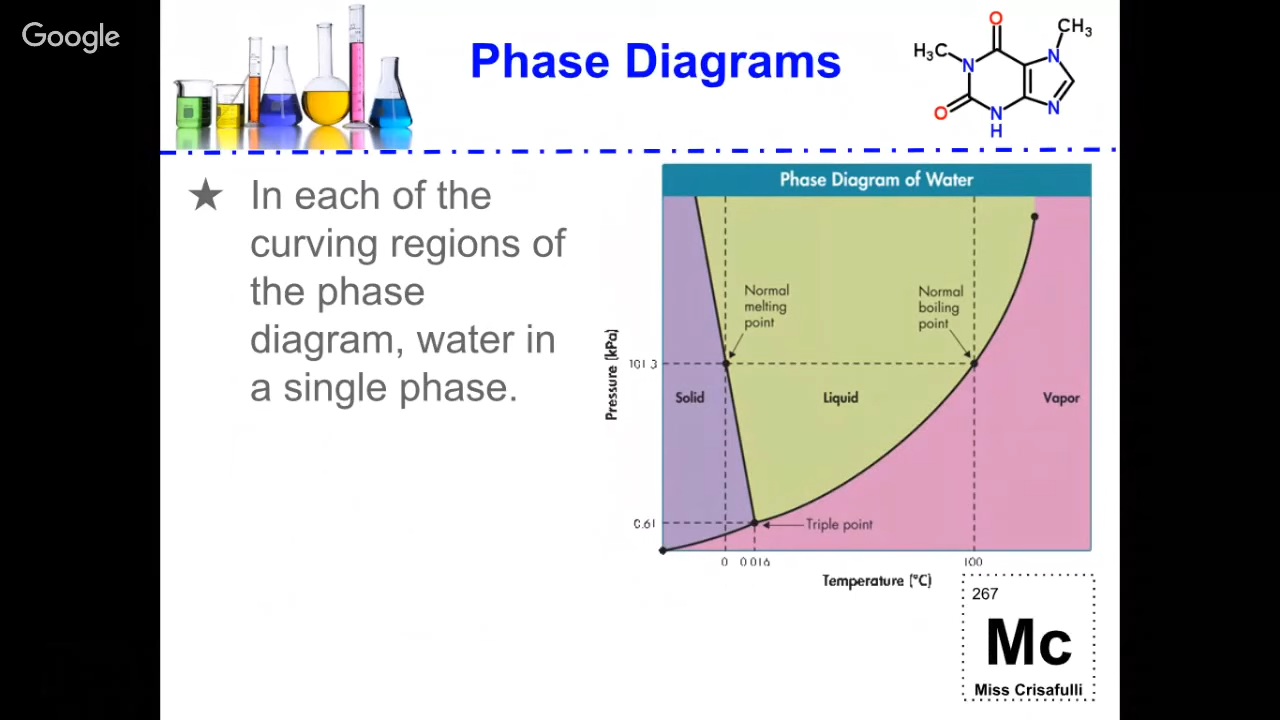 Google
Phase Diagrams
H₃C
O
CH₃
N
N
O
N
H
N
★ In each of the
curving regions of
the phase
diagram, water in
a single phase.
Phase Diagram of Water
Normal
melting
point
Normal
boiling
point
Pressure (kPa)
101.3
Solid
Liquid
Vapor
0.61
Triple point
0
0.016
100
Temperature (°C)
267
Mc
Miss Crisafulli